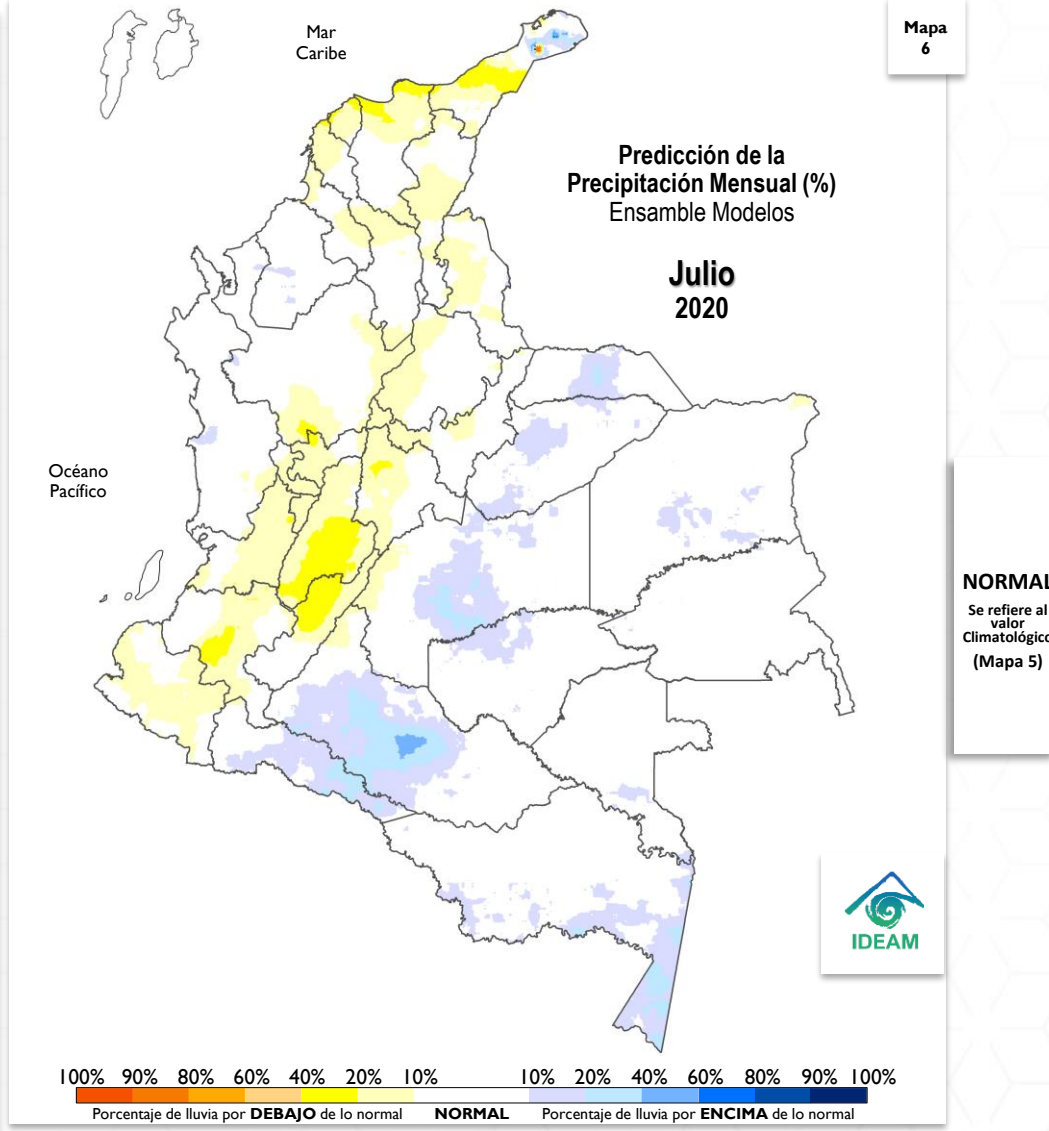 Mapa
6
Mar
Caribe
Predicción de la
Precipitación Mensual (%)
Ensamble Modelos
Julio
2020
Océano
Pacífico
NORMAL
Se refiere al
valor
Climatológico
(Mapa 5)
IDEAM
100% 90% 80% 60% 40% 20% 10% 10% 20% 40% 60% 80% 90% 100%
Porcentaje de lluvia por DEBAJO de lo normal NORMAL Porcentaje de lluvia por ENCIMA de lo normal